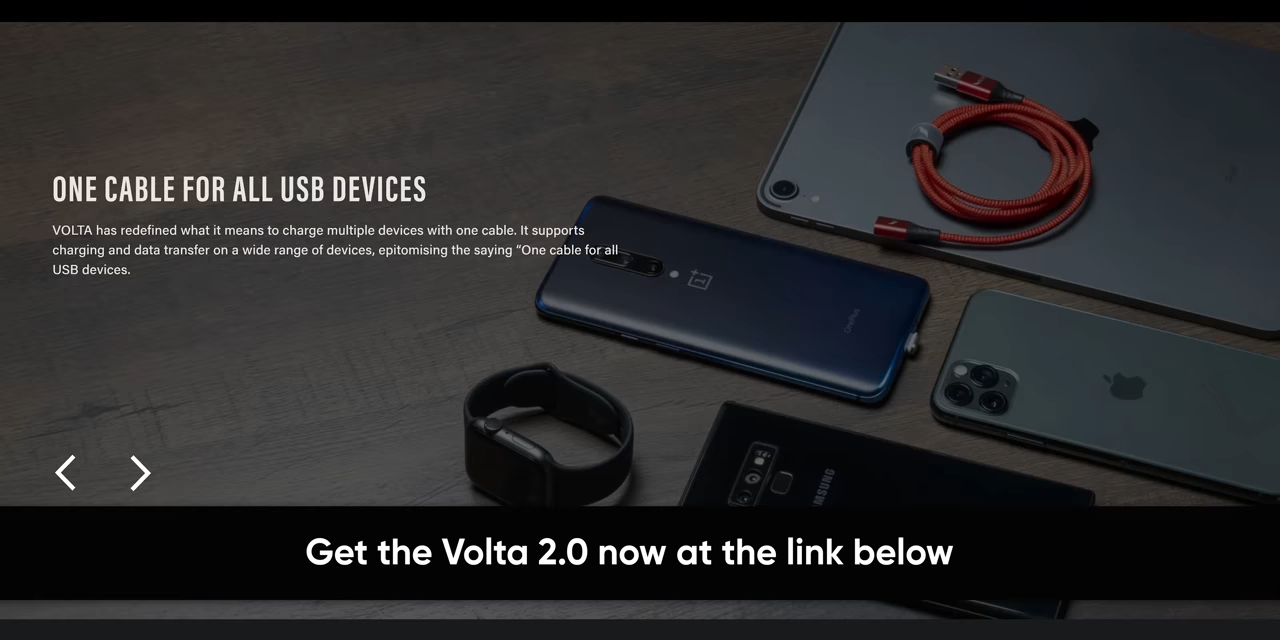 ONE CABLE FOR ALL USB DEVICES
VOLTA has redefined what it means to charge multiple devices with one cable. It supports
charging and data transfer on a wide range of devices, epitomising the saying “One cable for all
USB devices.
OnePlus
SAMSUNG
Get the Volta 2.0 now at the link below